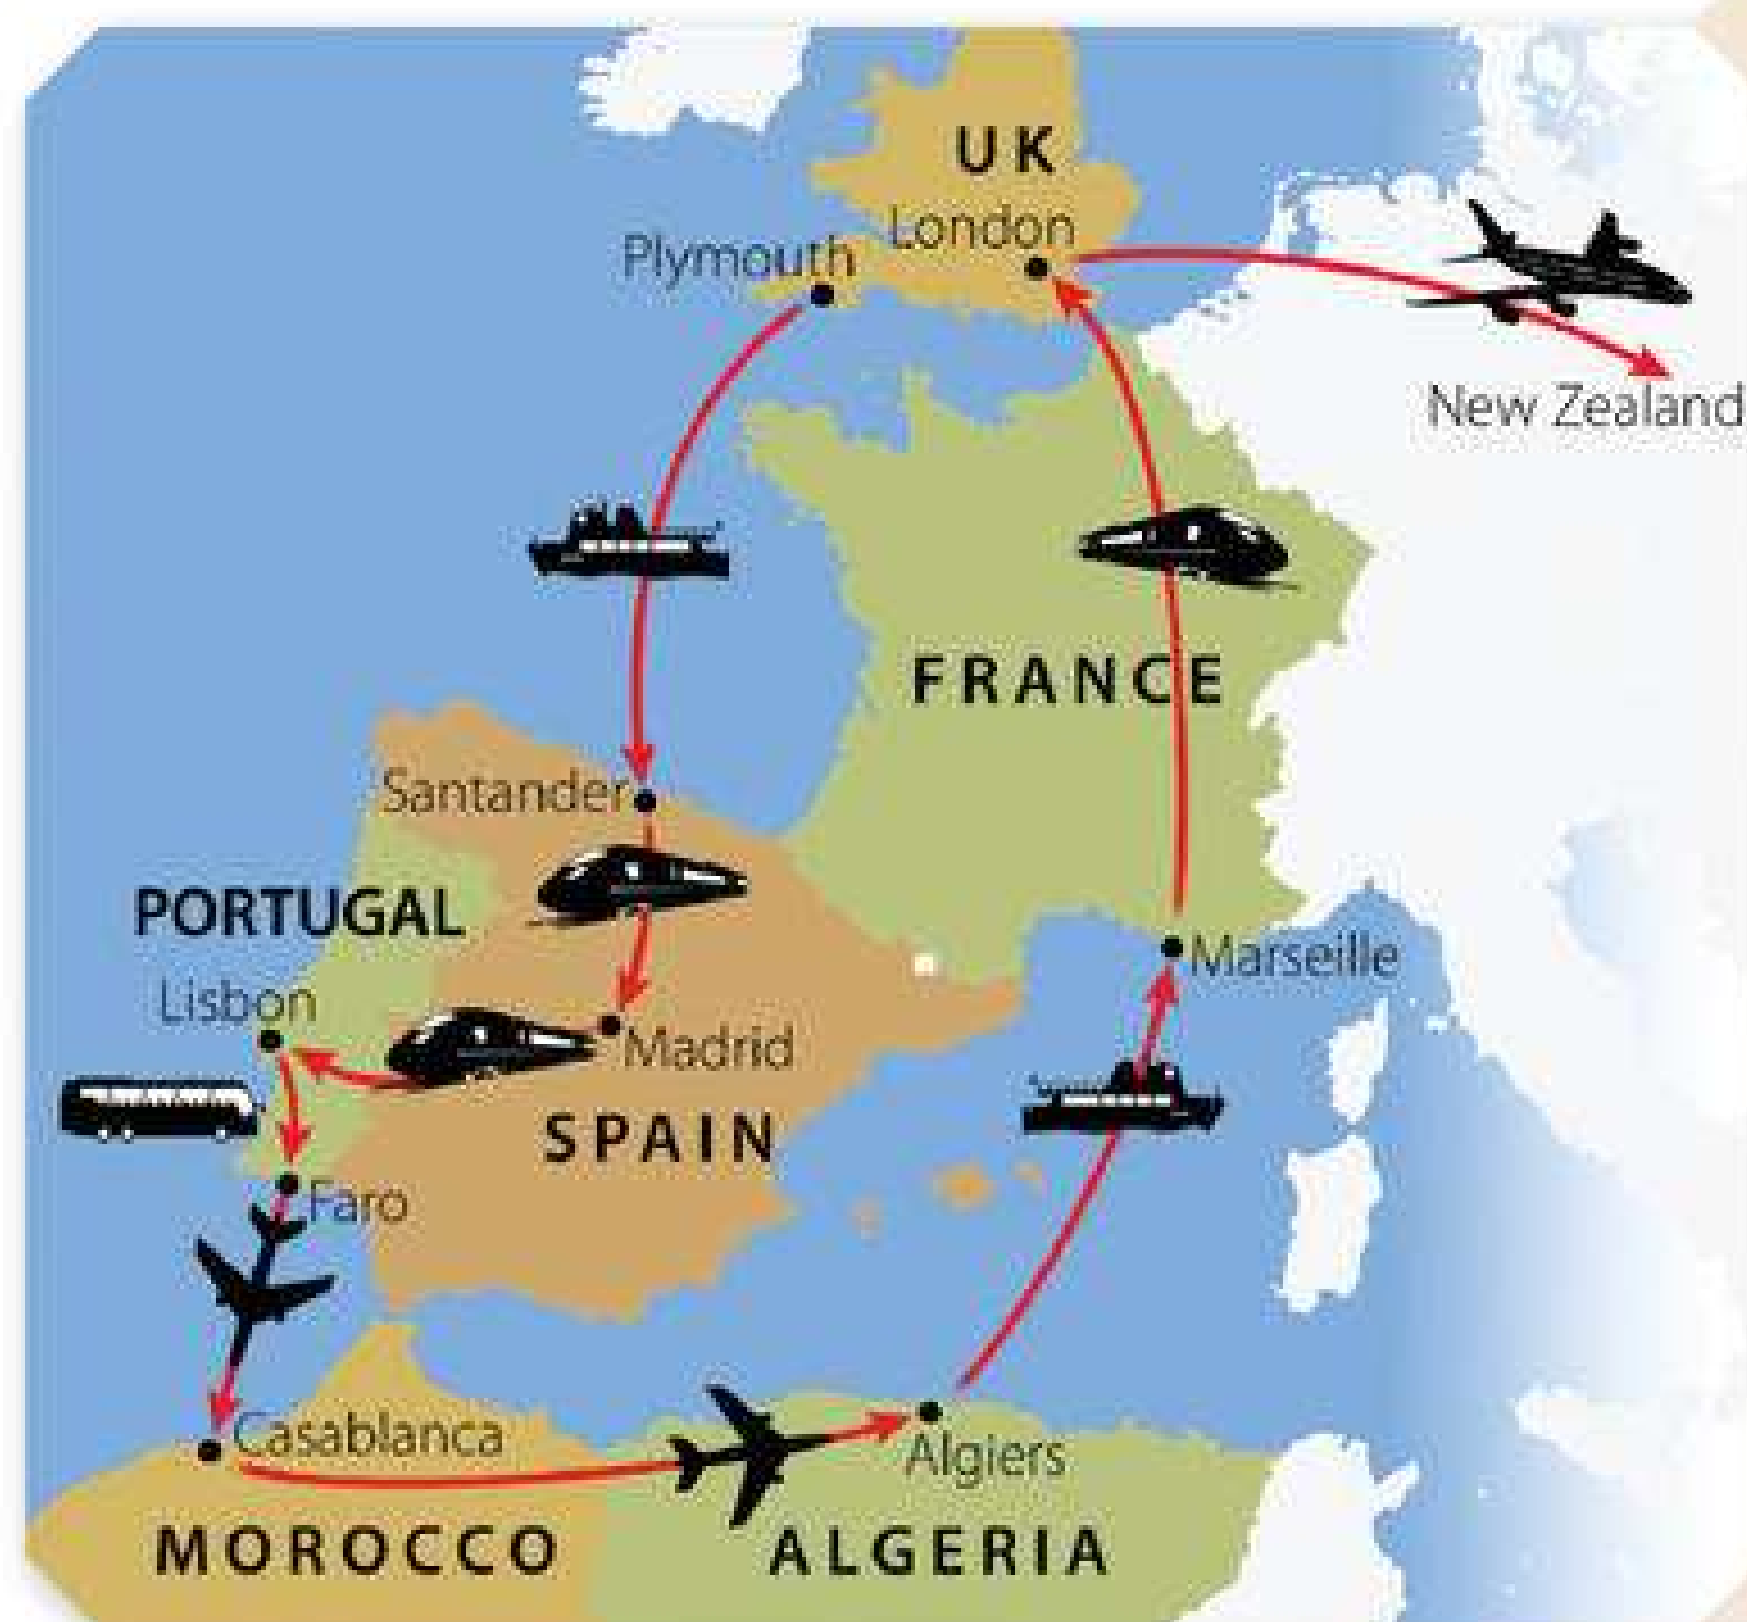 UK
London
Plymouth
New Zealand
FRANCE
Santander
PORTUGAL
Marseille
Lisbon
Madrid
SPAIN
Faro
Casablanca
Algiers
MOROCCO
ALGERIA